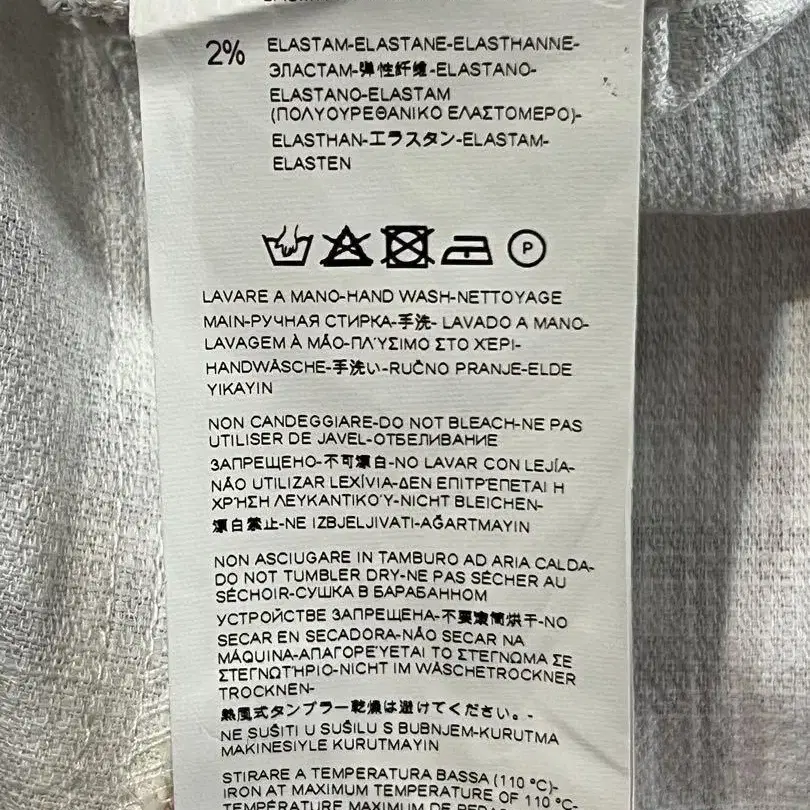 2%
ELASTAM-ELASTANE-ELASTHANNE-
ЭЛАСТАМ-弹性纤维-ELASTANO-
ELASTANO-ELASTAM
(ΠΟΛΥΟΥΡΕΘΑΝΙΚΟ ΕΛΑΣΤΟΜΕΡΟ)-
ELASTHAN-エラスタン-ELASTAM-
ELASTEN
P
LAVARE A MANO-HAND WASH-NETTOYAGE
MAIN-РУЧНАЯ СТИРКА-手洗- LAVADO A MANO-
LAVAGEM À MÃO-ΠΛΎΣΙΜΟ ΣΤΟ ΧΈΡΙ-
HANDWÄSCHE-手洗い-RUČNO PRANJE-ELDE
YIKAYIN
NON CANDEGGIARE-DO NOT BLEACH-NE PAS
UTILISER DE JAVEL-ОТБЕЛИВАНИЕ
ЗАПРЕЩЕНО-不可漂白-NO LAVAR CON LEJÍA-
NÃO UTILIZAR LEXÍVIA-ΔΕΝ ΕΠΙΤΡΈΠΕΤΑΙ Η
ΧΡΉΣΗ ΛΕΥΚΑΝΤΙΚΟΎ-NICHT BLEICHEN-
漂白禁止-NE IZBJELJIVATI-AĞARTMAYIN
NON ASCIUGARE IN TAMBURO AD ARIA CALDA-
DO NOT TUMBLER DRY-NE PAS SÉCHER AU
SÉCHOIR-СУШКА В БАРАБАННОМ
УСТРОЙСТВЕ ЗАПРЕЩЕНА-不要滚筒烘干-NO
SECAR EN SECADORA-NÃO SECAR NA
MÁQUINA-ΑΠΑΓΟΡΕΎΕΤΑΙ ΤΟ ΣΤΕΓΝΩΜΑ ΣΕ
ΣΤΕΓΝΩΤΉΡΙΟ-NICHT IM WÄSCHETROCKNER
TROCKNEN-
熱風式タンブラー乾燥は避けてください。-
NE SUŠITI U SUŠILU S BUBNJEM-KURUTMA
MAKINESIYLE KURUTMAYIN
STIRARE A TEMPERATURA BASSA (110 °C)-
IRON AT MAXIMUM TEMPERATURE OF 110 °C-
TEMPÉRATURE MAXIMUM DE